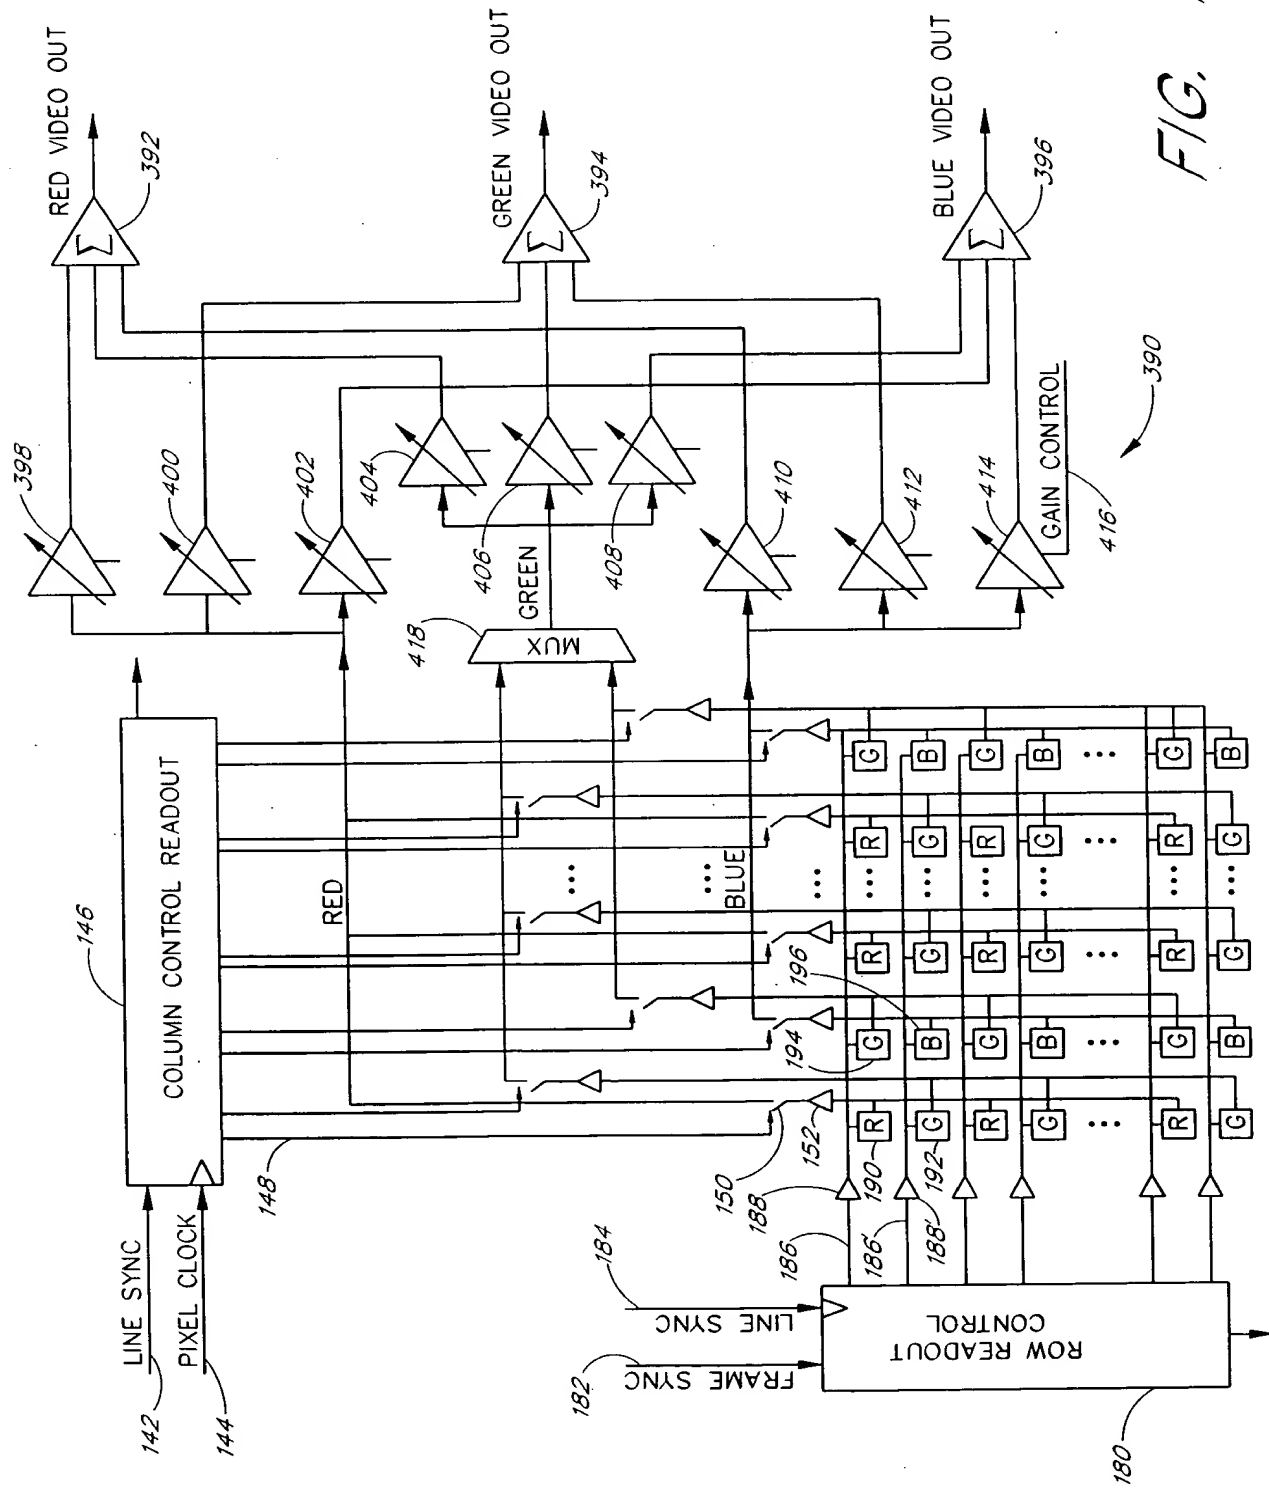 RED VIDEO OUT
392
GREEN VIDEO OUT
394
BLUE VIDEO OUT
396
FIG.
Σ
Σ
Σ
398
400
402
404
406
408
410
412
414
GAIN CONTROL
416
390
GREEN
418
MUX
146
COLUMN CONTROL READOUT
LINE SYNC
142
PIXEL CLOCK
144
148
RED
BLUE
150
152
188
190
192
194
196
186
186'
188'
184
LINE SYNC
182
FRAME SYNC
ROW READOUT
CONTROL
180
R G R R G
G B G G B
R G R R G
G B G G B
R G R R G
G B G G B